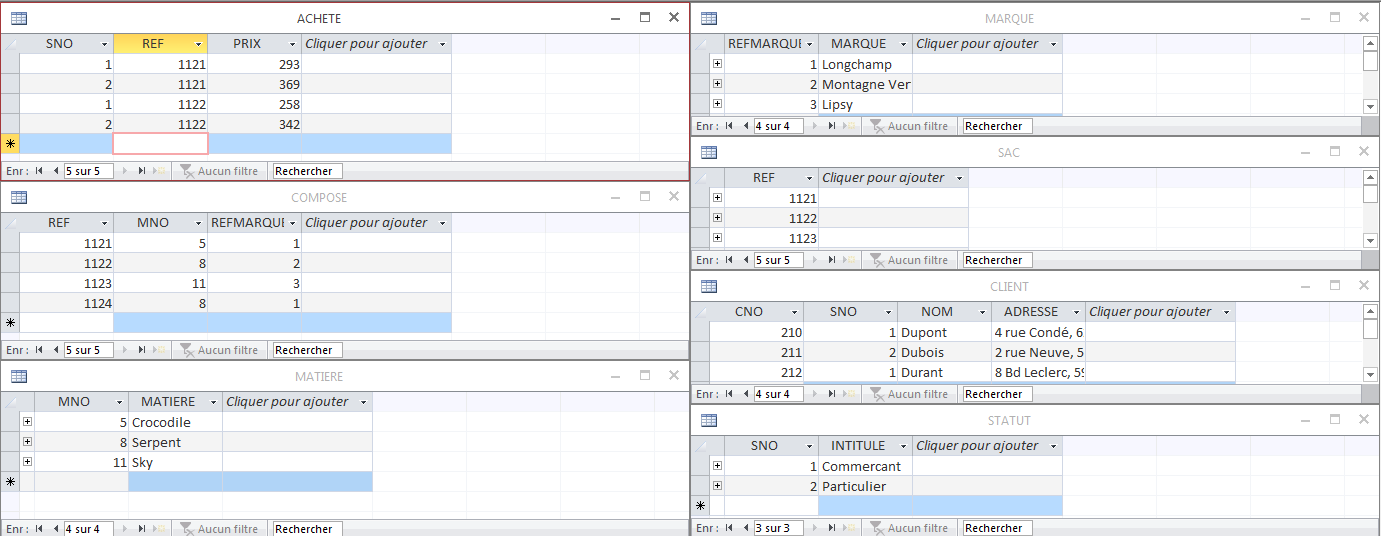 ACHETE
SNO REF PRIX Cliquer pour ajouter
1 1121 293
2 1121 369
1 1122 258
2 1122 342
Enr : 5 sur 5 Aucun filtre Rechercher
COMPOSE
REF MNO REFMARQUE Cliquer pour ajouter
1121 5 1
1122 8 2
1123 11 3
1124 8 1
Enr : 5 sur 5 Aucun filtre Rechercher
MATIERE
MNO MATIERE Cliquer pour ajouter
5 Crocodile
8 Serpent
11 Sky
Enr : 4 sur 4 Aucun filtre Rechercher
MARQUE
REFMARQUE MARQUE Cliquer pour ajouter
1 Longchamp
2 Montagne Ver
3 Lipsy
Enr : 4 sur 4 Aucun filtre Rechercher
SAC
REF Cliquer pour ajouter
1121
1122
1123
Enr : 5 sur 5 Aucun filtre Rechercher
CLIENT
CNO SNO NOM ADRESSE Cliquer pour ajouter
210 1 Dupont 4 rue Condé, 6
211 2 Dubois 2 rue Neuve, 5
212 1 Durant 8 Bd Leclerc, 59
Enr : 4 sur 4 Aucun filtre Rechercher
STATUT
SNO INTITULE Cliquer pour ajouter
1 Commercant
2 Particulier
Enr : 3 sur 3 Aucun filtre Rechercher